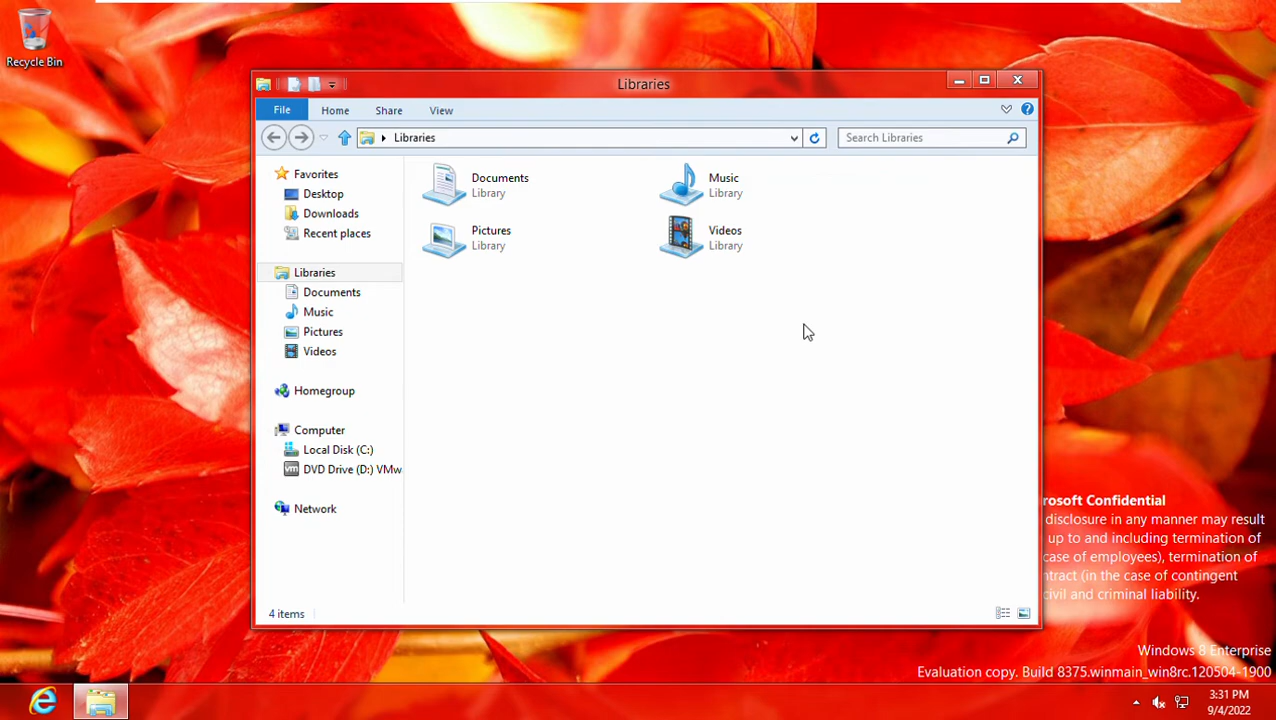 Recycle Bin
Libraries
File
Home
Share
View
Libraries
Search Libraries
Favorites
Desktop
Downloads
Recent places
Libraries
Documents
Music
Pictures
Videos
Homegroup
Computer
Local Disk (C:)
vm
DVD Drive (D:) VMw
Network
Documents
Library
Music
Library
Pictures
Library
Videos
Library
4 items
rosoft Confidential
disclosure in any manner may result
up to and including termination of
case of employees), termination of
ntract (in the case of contingent
civil and criminal liability.
Windows 8 Enterprise
Evaluation copy. Build 8375.winmain_win8rc.120504-1900
3:31 PM
9/4/2022